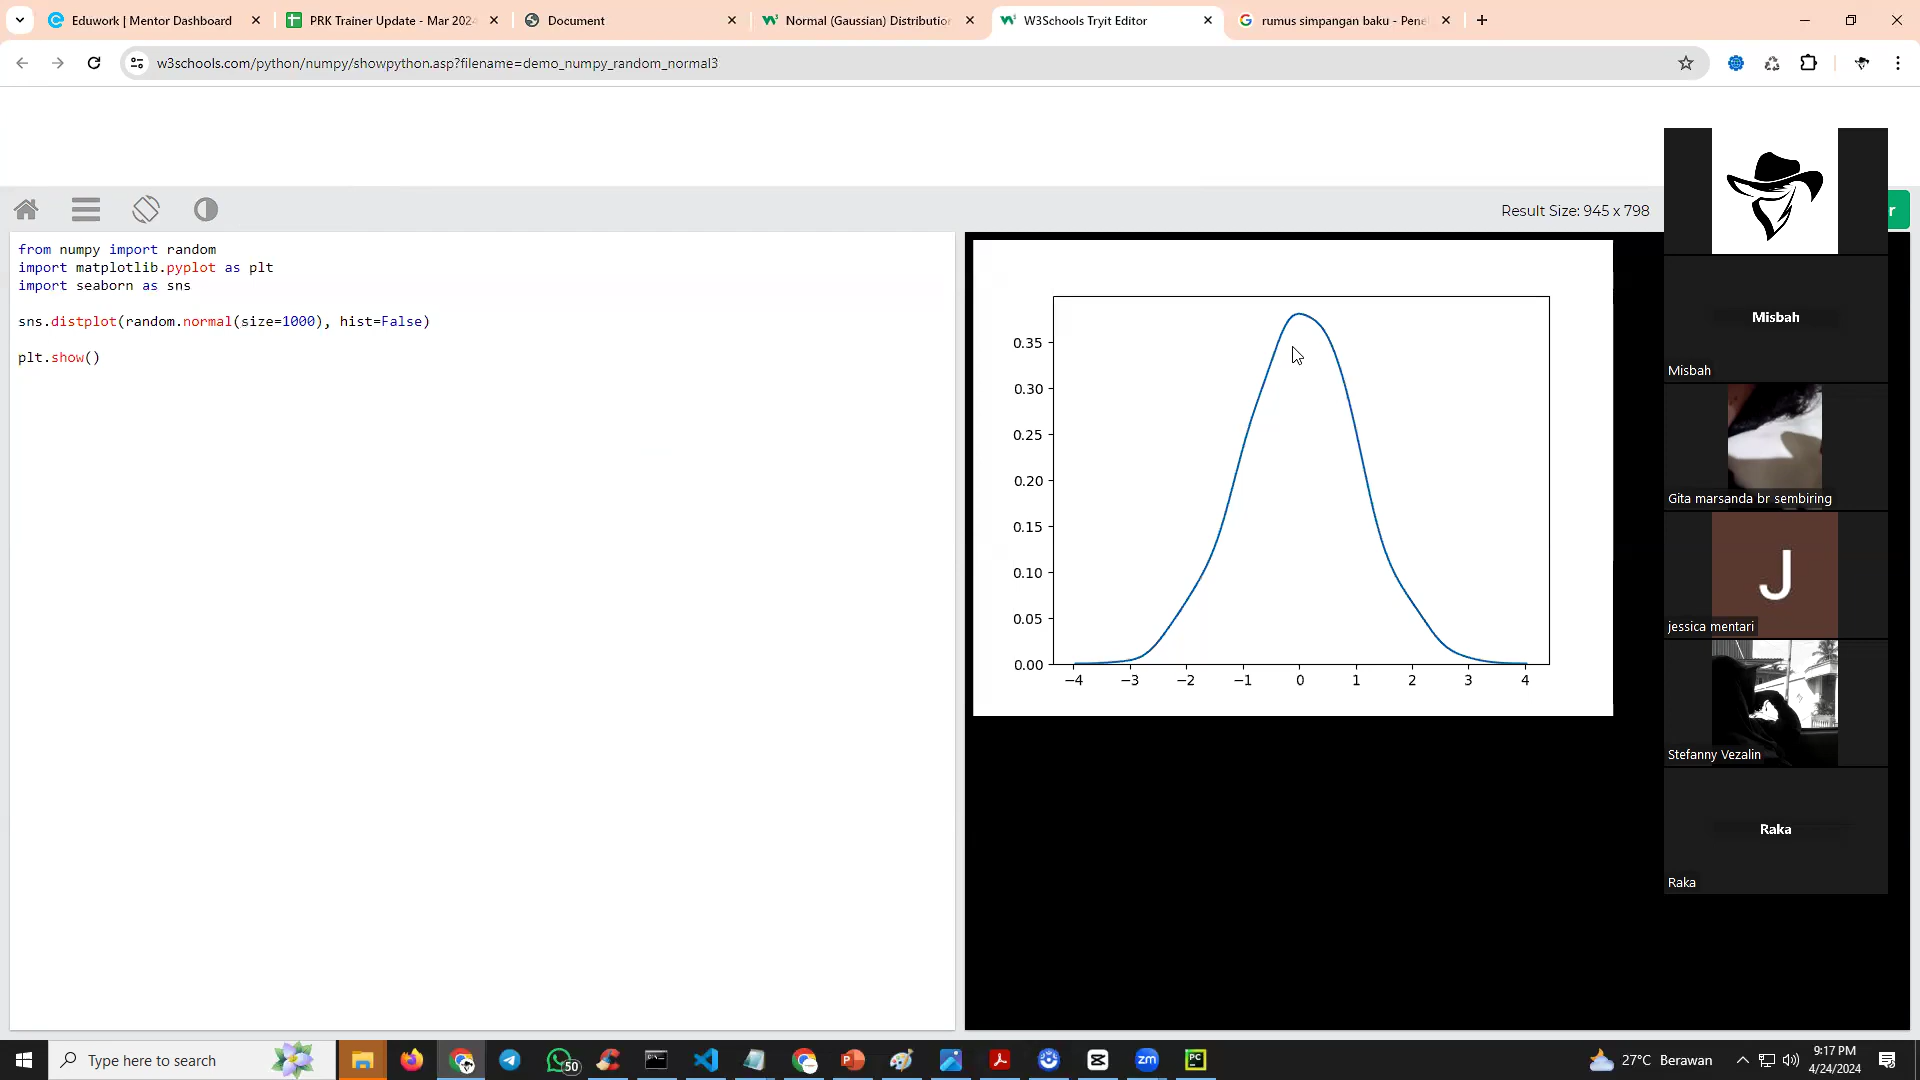 Eduwork | Mentor Dashboard
PRK Trainer Update - Mar 2024
Document
Normal (Gaussian) Distributio
W3Schools Tryit Editor
rumus simpangan baku - Pene
w3schools.com/python/numpy/showpython.asp?filename=demo_numpy_random_normal3
Result Size: 945 x 798
r
from numpy import random
import matplotlib.pyplot as plt
import seaborn as sns
sns.distplot(random.normal(size=1000), hist=False)
plt.show()
0.35
0.30
0.25
0.20
0.15
0.10
0.05
0.00
−4 −3 −2 −1 0 1 2 3 4
Misbah
Misbah
Gita marsanda br sembiring
J
jessica mentari
Stefanny Vezalin
Raka
Raka
Type here to search
50
zm
PC
27°C Berawan
9:17 PM
4/24/2024